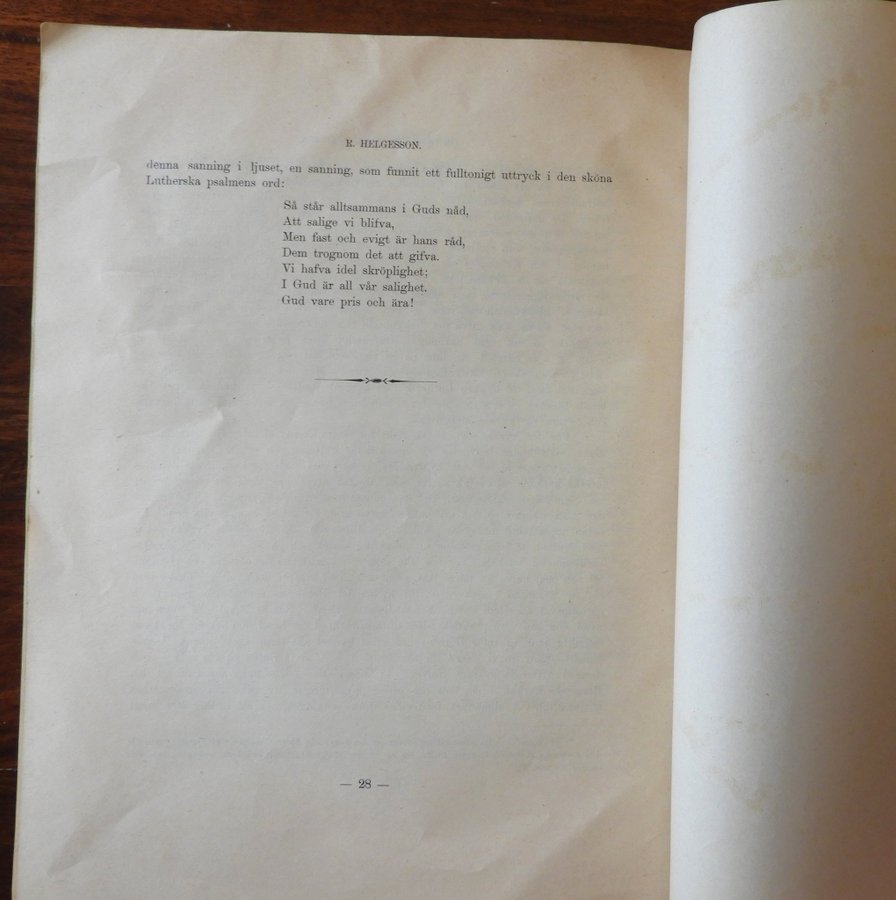 R. HELGESSON.
denna sanning i ljuset, en sanning, som funnit ett fulltonigt uttryck i den sköna
Lutherska psalmens ord:
Så står alltsammans i Guds nåd,
Att salige vi blifva,
Men fast och evigt är hans råd,
Dem trognom det att gifva.
Vi hafva idel skröplighet;
I Gud är all vår salighet.
Gud vare pris och ära!
— 28 —